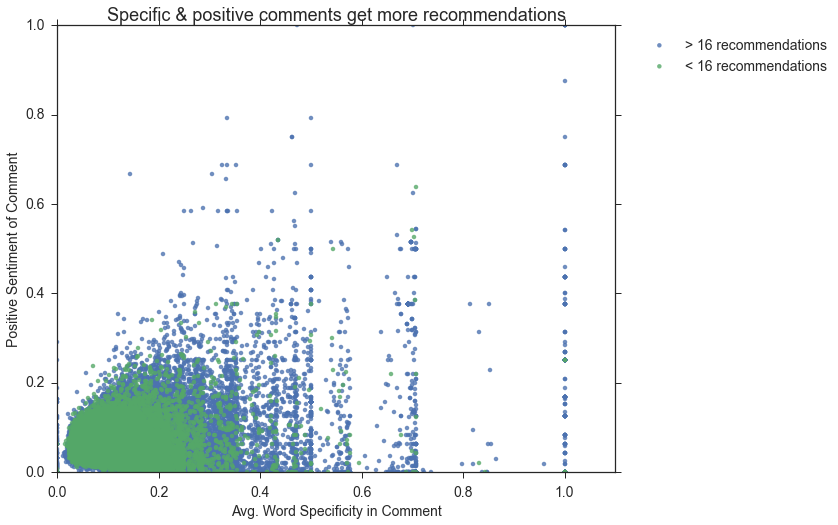 Specific & positive comments get more recommendations
> 16 recommendations
< 16 recommendations
1.0
0.8
0.6
0.4
0.2
0.0
Positive Sentiment of Comment
0.0 0.2 0.4 0.6 0.8 1.0
Avg. Word Specificity in Comment